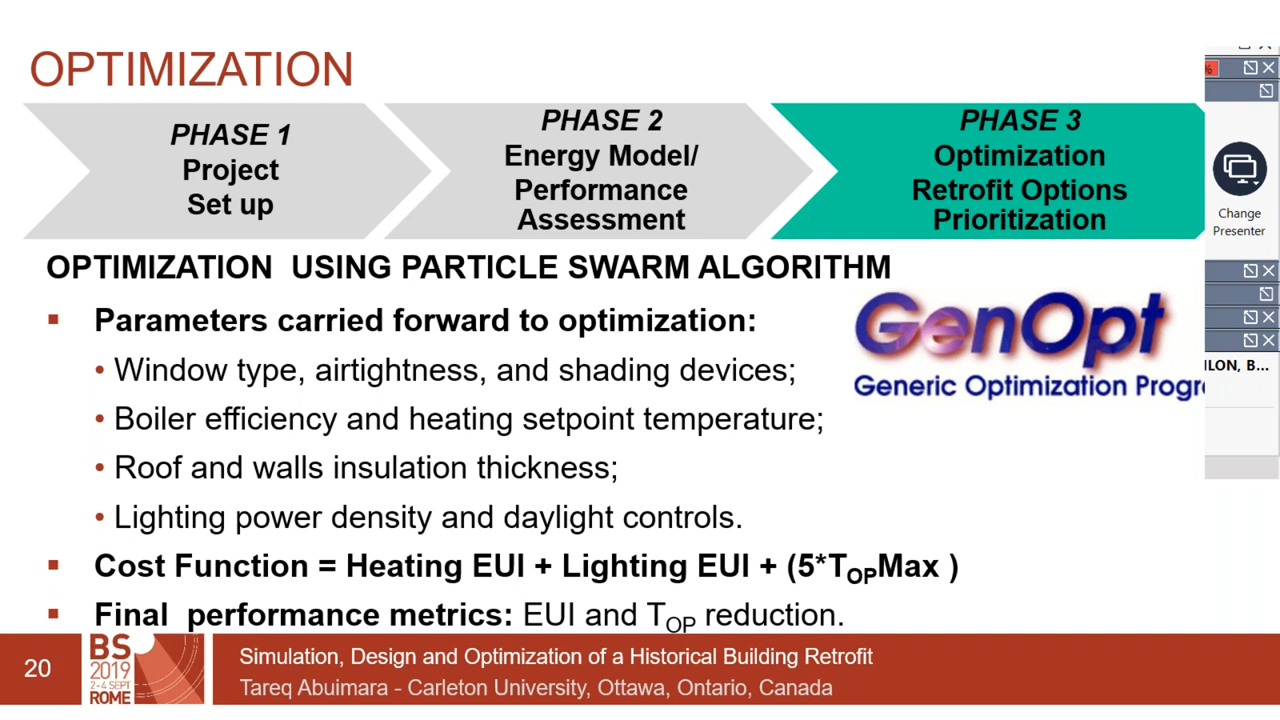 OPTIMIZATION
PHASE 1
Project
Set up
PHASE 2
Energy Model/
Performance
Assessment
PHASE 3
Optimization
Retrofit Options
Prioritization
OPTIMIZATION USING PARTICLE SWARM ALGORITHM
▪ Parameters carried forward to optimization:
• Window type, airtightness, and shading devices;
• Boiler efficiency and heating setpoint temperature;
• Roof and walls insulation thickness;
• Lighting power density and daylight controls.
▪ Cost Function = Heating EUI + Lighting EUI + (5*TOPMax )
▪ Final performance metrics: EUI and TOP reduction.
GenOpt
Generic Optimization Progr
%
Change
Presenter
ILON, B...
20
BS
2019
2-4 SEPT
ROME
Simulation, Design and Optimization of a Historical Building Retrofit
Tareq Abuimara - Carleton University, Ottawa, Ontario, Canada